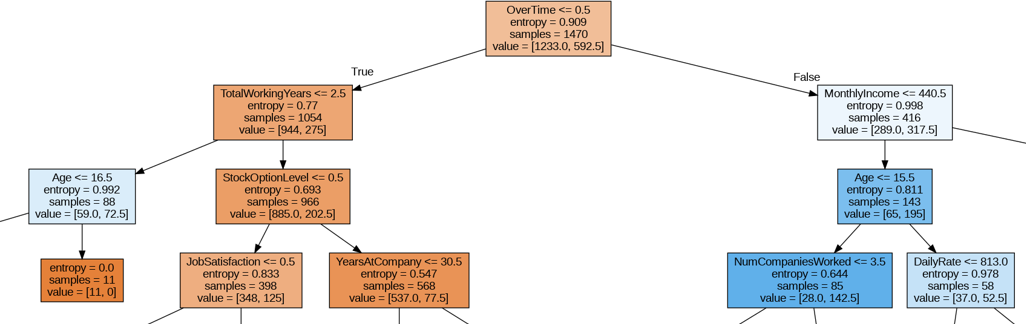 OverTime <= 0.5
entropy = 0.909
samples = 1470
value = [1233.0, 592.5]
True
False
TotalWorkingYears <= 2.5
entropy = 0.77
samples = 1054
value = [944, 275]
MonthlyIncome <= 440.5
entropy = 0.998
samples = 416
value = [289.0, 317.5]
Age <= 16.5
entropy = 0.992
samples = 88
value = [59.0, 72.5]
StockOptionLevel <= 0.5
entropy = 0.693
samples = 966
value = [885.0, 202.5]
Age <= 15.5
entropy = 0.811
samples = 143
value = [65, 195]
entropy = 0.0
samples = 11
value = [11, 0]
JobSatisfaction <= 0.5
entropy = 0.833
samples = 398
value = [348, 125]
YearsAtCompany <= 30.5
entropy = 0.547
samples = 568
value = [537.0, 77.5]
NumCompaniesWorked <= 3.5
entropy = 0.644
samples = 85
value = [28.0, 142.5]
DailyRate <= 813.0
entropy = 0.978
samples = 58
value = [37.0, 52.5]